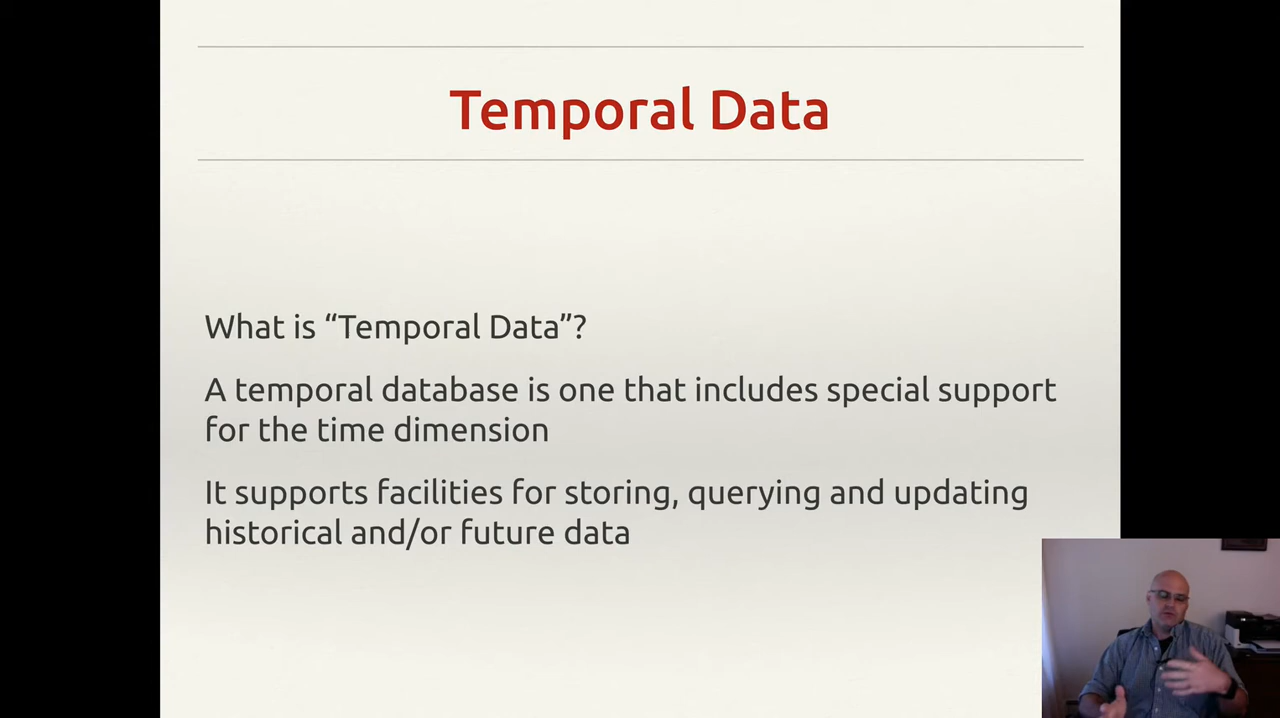 Temporal Data
What is “Temporal Data”?
A temporal database is one that includes special support
for the time dimension
It supports facilities for storing, querying and updating
historical and/or future data